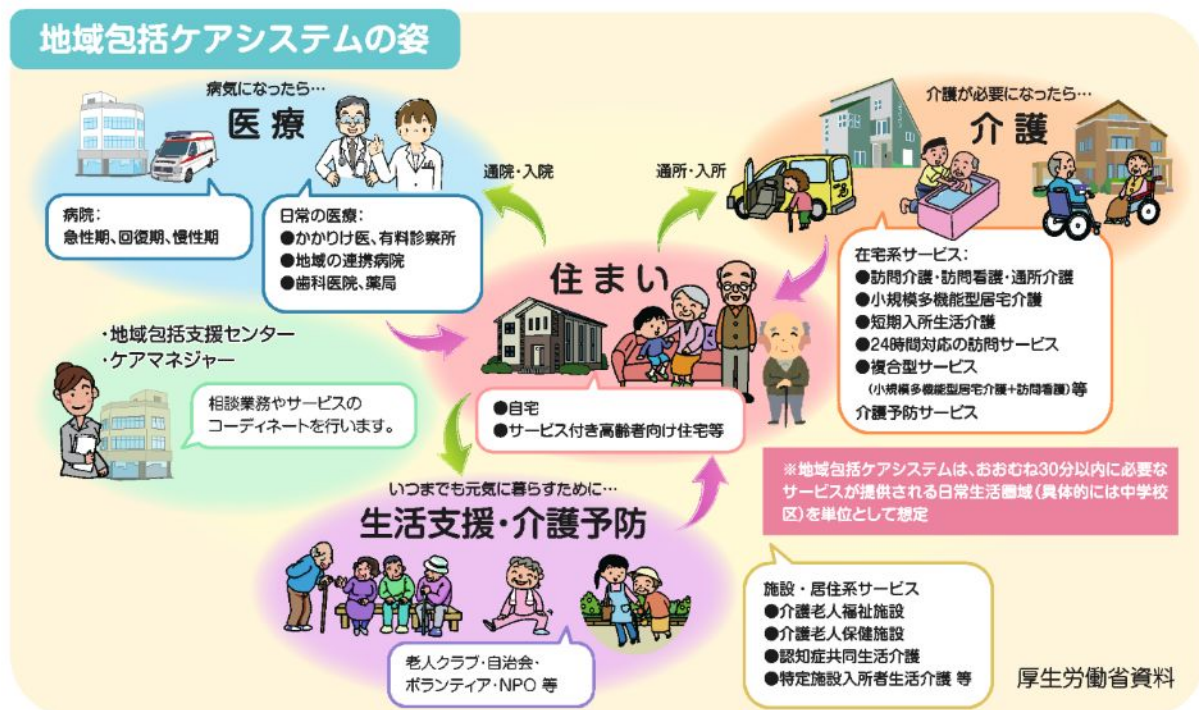 地域包括ケアシステムの姿
病気になったら…
医療
病院：
急性期、回復期、慢性期
日常の医療：
●かかりけ医、有料診察所
●地域の連携病院
●歯科医院、薬局
通院・入院
通所・入所
介護が必要になったら…
介護
在宅系サービス：
●訪問介護・訪問看護・通所介護
●小規模多機能型居宅介護
●短期入所生活介護
●24時間対応の訪問サービス
●複合型サービス
(小規模多機能型居宅介護+訪問看護)等
介護予防サービス
住まい
●自宅
●サービス付き高齢者向け住宅等
・地域包括支援センター
・ケアマネジャー
相談業務やサービスの
コーディネートを行います。
※地域包括ケアシステムは、おおむね30分以内に必要な
サービスが提供される日常生活圏域(具体的には中学校
区)を単位として想定
いつまでも元気に暮らすために…
生活支援・介護予防
老人クラブ・自治会・
ボランティア・NPO 等
施設・居住系サービス
●介護老人福祉施設
●介護老人保健施設
●認知症共同生活介護
●特定施設入所者生活介護 等
厚生労働省資料